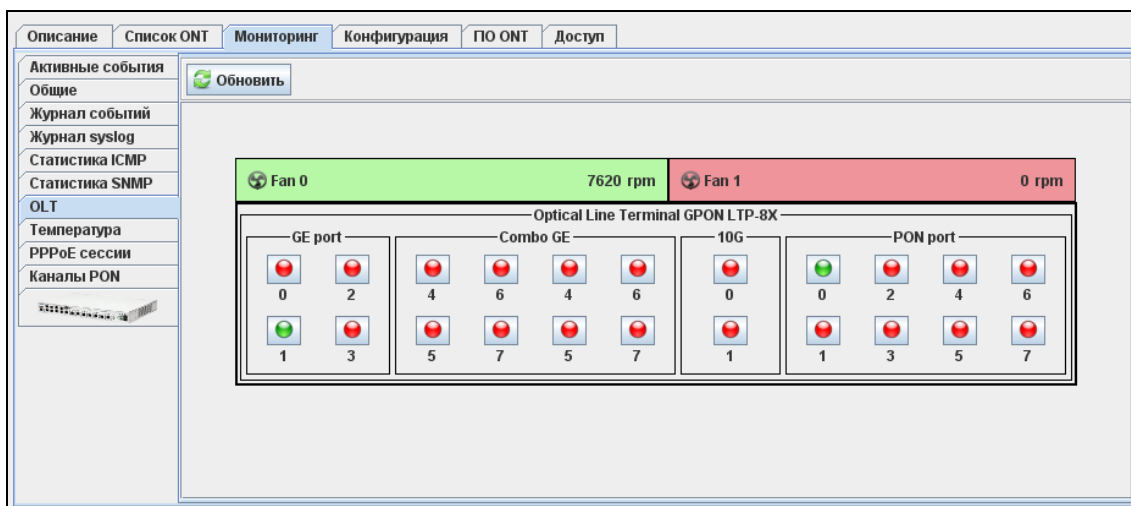 Описание Список ONT Мониторинг Конфигурация ПО ONT Доступ
Активные события
Общие
Журнал событий
Журнал syslog
Статистика ICMP
Статистика SNMP
OLT
Температура
PPPoE сессии
Каналы PON
Обновить
Fan 0 7620 rpm Fan 1 0 rpm
Optical Line Terminal GPON LTP-8X
GE port Combo GE 10G PON port
0 2 4 6 4 6 0 0 2 4 6
1 3 5 7 5 7 1 1 3 5 7